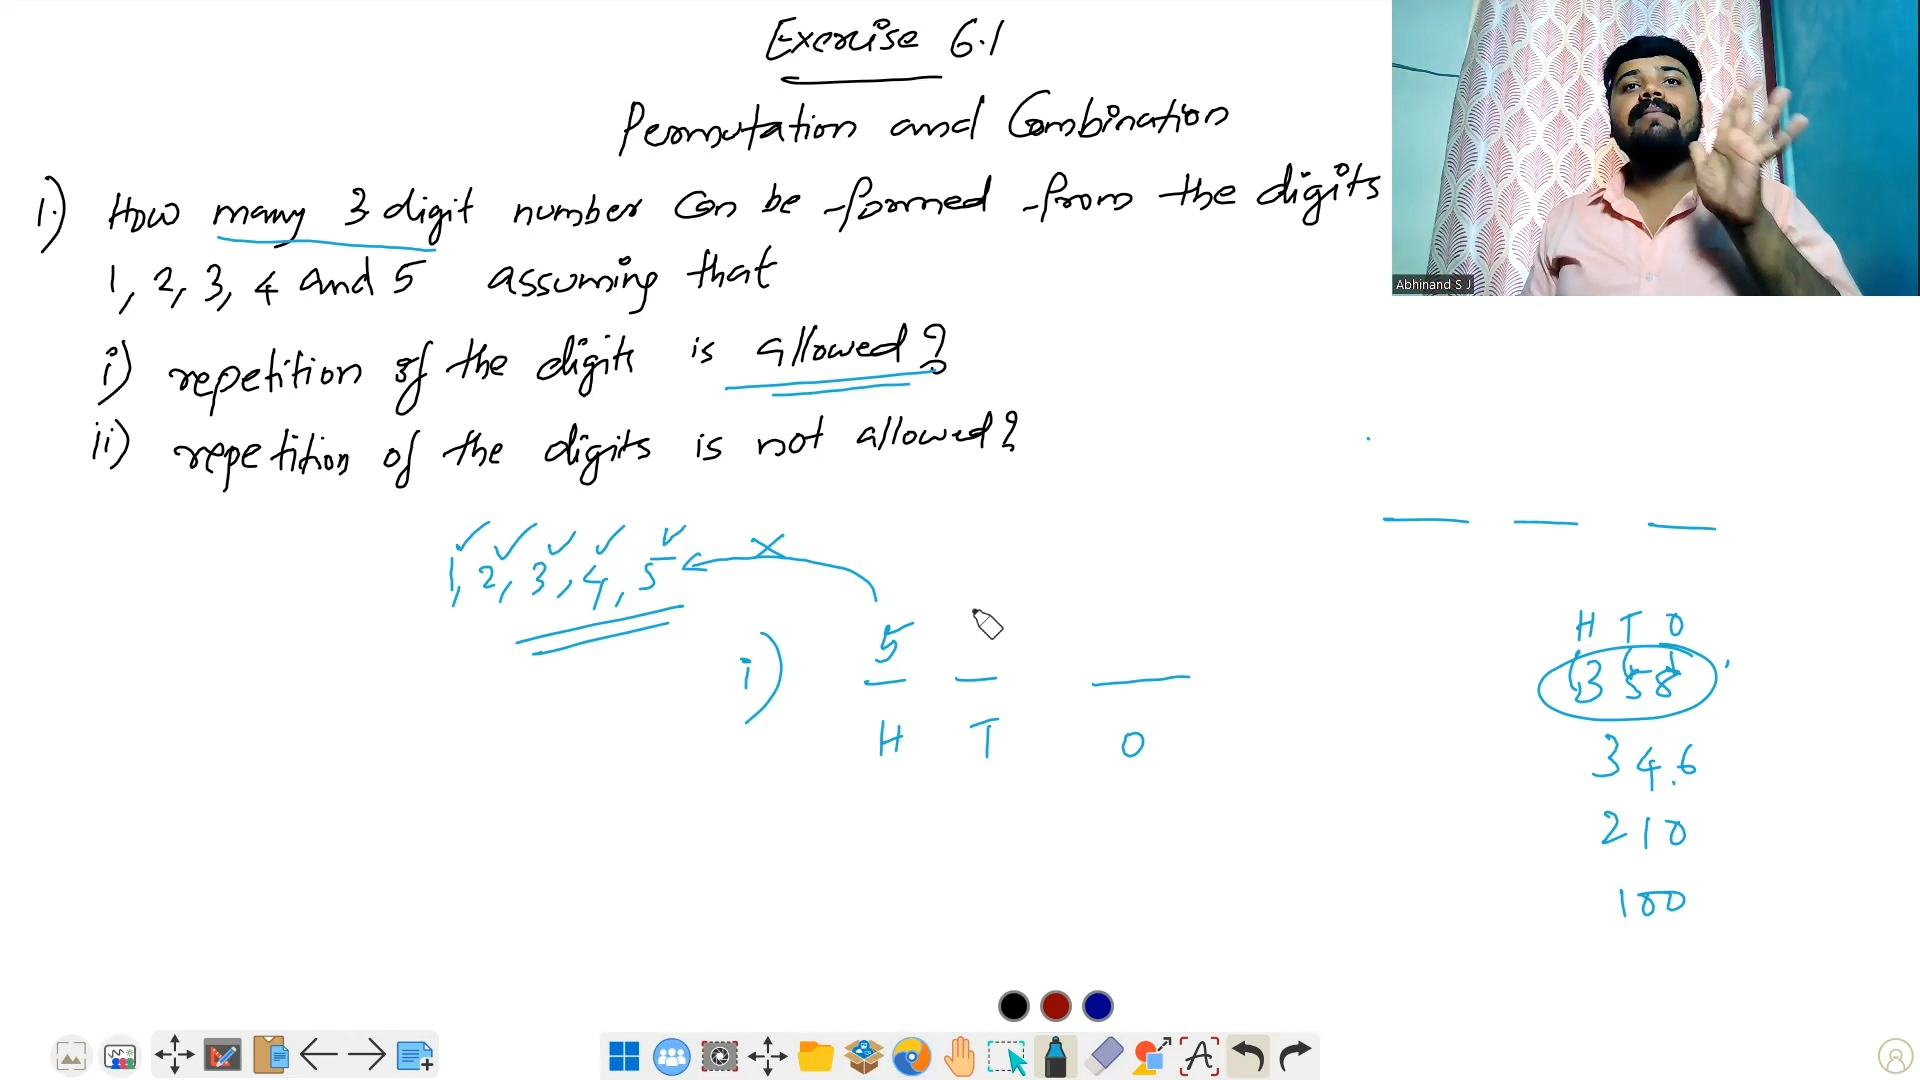 Exercise 6.1
Permutation and Combination
1.) How many 3 digit number can be formed from the digits
1, 2, 3, 4 and 5 assuming that
i) repetition of the digits is allowed?
ii) repetition of the digits is not allowed?
Abhinand S J
1, 2, 3, 4, 5
i) 5
H T O
H T O
358
346
210
100